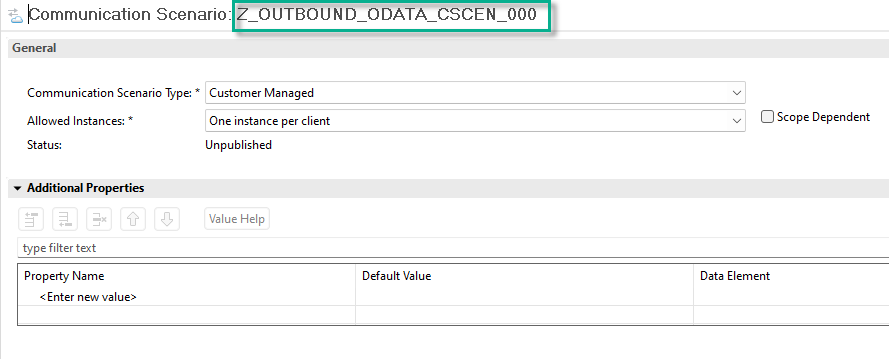 Communication Scenario: Z_OUTBOUND_ODATA_CSCEN_000
General
Communication Scenario Type: * Customer Managed
Allowed Instances: * One instance per client Scope Dependent
Status: Unpublished
Additional Properties
Value Help
type filter text
Property Name Default Value Data Element
<Enter new value>